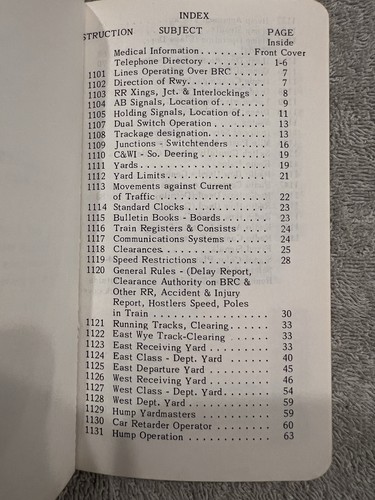 INDEX
STRUCTION SUBJECT PAGE
Inside
Medical Information . . . . . . . . Front Cover
Telephone Directory . . . . . . . . 1-6
1101 Lines Operating Over BRC . . . . . 7
1102 Direction of Rwy. . . . . . . . . . 7
1103 RR Xings, Jct. & Interlockings . . 8
1104 AB Signals, Location of . . . . . . 9
1105 Holding Signals, Location of . . . . 11
1107 Dual Switch Operation . . . . . . . 13
1108 Trackage designation. . . . . . . . 13
1109 Junctions - Switchtenders . . . . . 16
1110 C&WI - So. Deering . . . . . . . . 19
1111 Yards . . . . . . . . . . . . . . . 19
1112 Yard Limits . . . . . . . . . . . . 21
1113 Movements against Current
of Traffic . . . . . . . . . . . . 22
1114 Standard Clocks . . . . . . . . . . 23
1115 Bulletin Books - Boards . . . . . . 23
1116 Train Registers & Consists . . . . 24
1117 Communications Systems . . . . . . 24
1118 Clearances . . . . . . . . . . . . 25
1119 Speed Restrictions . . . . . . . . 28
1120 General Rules - (Delay Report,
Clearance Authority on BRC &
Other RR, Accident & Injury
Report, Hostlers Speed, Poles
in Train . . . . . . . . . . . . . 30
1121 Running Tracks, Clearing . . . . . 33
1122 East Wye Track-Clearing . . . . . . 33
1123 East Receiving Yard . . . . . . . . 33
1124 East Class - Dept. Yard . . . . . . 40
1125 East Departure Yard . . . . . . . . 45
1126 West Receiving Yard . . . . . . . . 46
1127 West Class - Dept. Yard . . . . . . 54
1128 West Dept. Yard . . . . . . . . . . 59
1129 Hump Yardmasters . . . . . . . . . 59
1130 Car Retarder Operator . . . . . . . 60
1131 Hump Operation . . . . . . . . . . 63